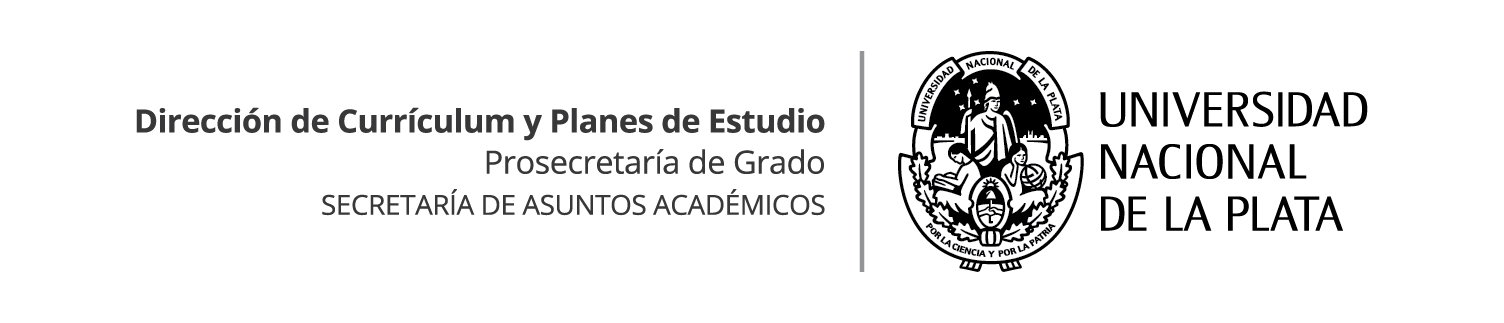 Dirección de Currículum y Planes de Estudio
Prosecretaría de Grado
SECRETARÍA DE ASUNTOS ACADÉMICOS
UNIVERSIDAD NACIONAL DE LA PLATA
POR LA CIENCIA Y POR LA PATRIA
UNIVERSIDAD
NACIONAL
DE LA PLATA